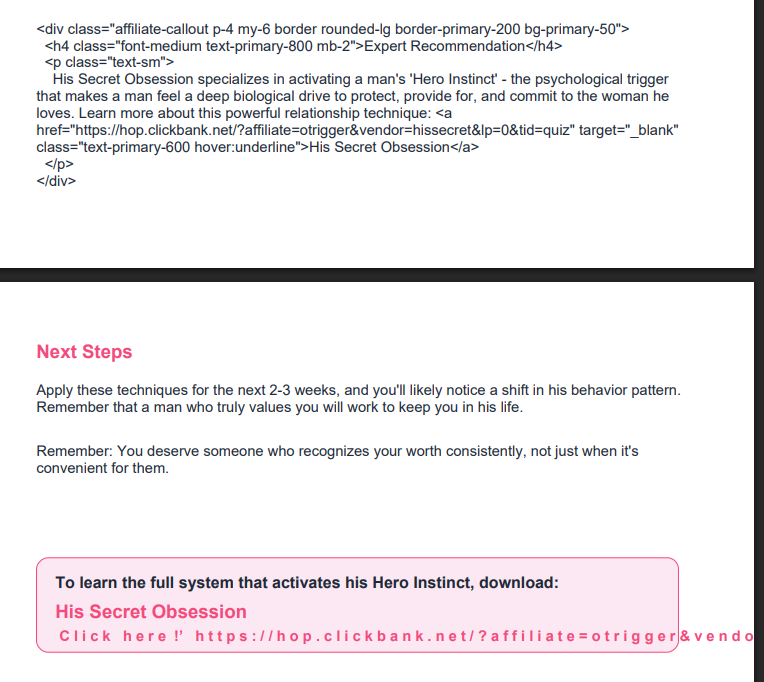 <div class="affiliate-callout p-4 my-6 border rounded-lg border-primary-200 bg-primary-50">
<h4 class="font-medium text-primary-800 mb-2">Expert Recommendation</h4>
<p class="text-sm">
His Secret Obsession specializes in activating a man's 'Hero Instinct' - the psychological trigger
that makes a man feel a deep biological drive to protect, provide for, and commit to the woman he
loves. Learn more about this powerful relationship technique: <a
href="https://hop.clickbank.net/?affiliate=otrigger&vendor=hissecret&lp=0&tid=quiz" target="_blank"
class="text-primary-600 hover:underline">His Secret Obsession</a>
</p>
</div>
Next Steps
Apply these techniques for the next 2-3 weeks, and you'll likely notice a shift in his behavior pattern.
Remember that a man who truly values you will work to keep you in his life.
Remember: You deserve someone who recognizes your worth consistently, not just when it's
convenient for them.
To learn the full system that activates his Hero Instinct, download:
His Secret Obsession
Click here !' https://hop.clickbank.net/?affiliate=otrigger&vendo